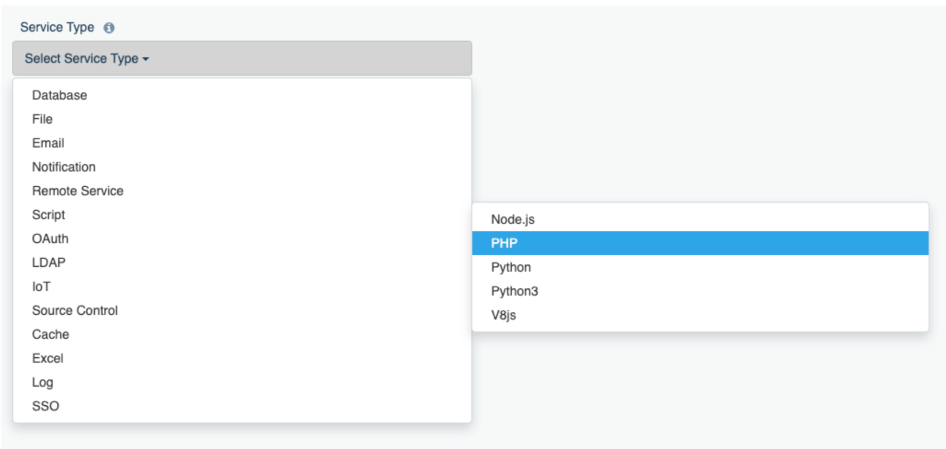 Service Type
Select Service Type
Database
File
Email
Notification
Remote Service
Script
OAuth
LDAP
IoT
Source Control
Cache
Excel
Log
SSO
Node.js
PHP
Python
Python3
V8js